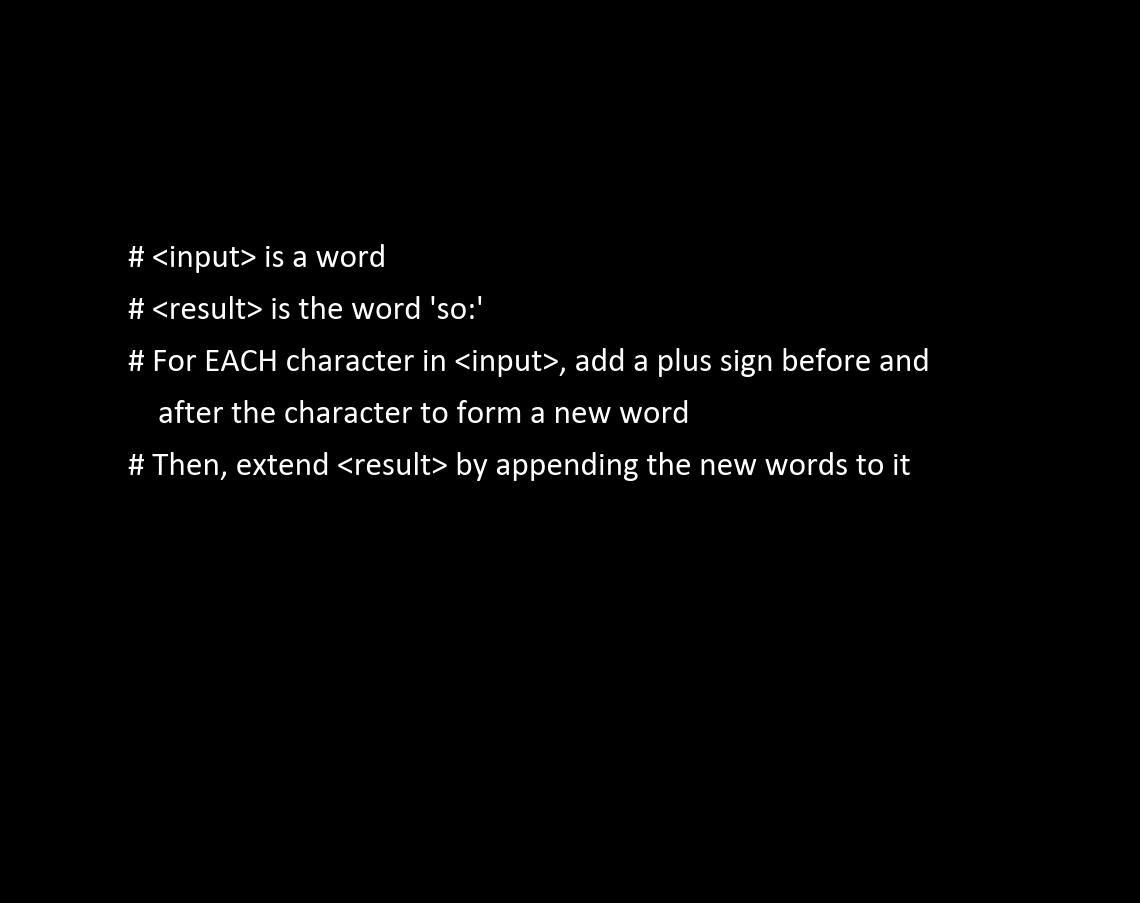 # <input> is a word
# <result> is the word 'so:'
# For EACH character in <input>, add a plus sign before and
after the character to form a new word
# Then, extend <result> by appending the new words to it